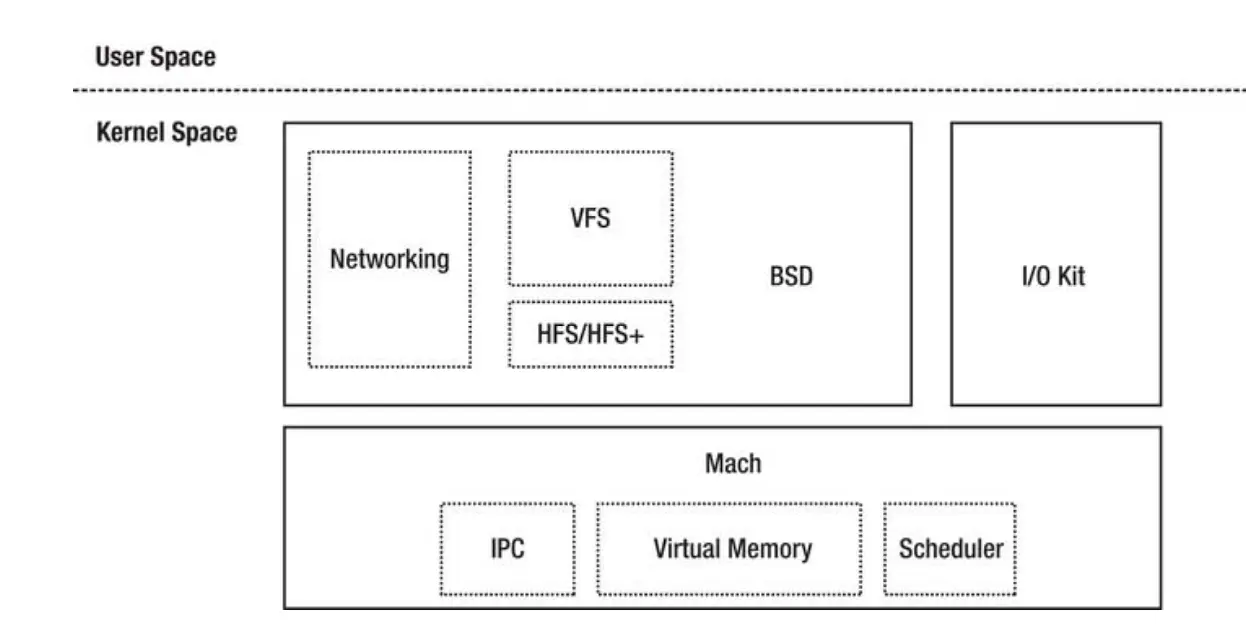 User Space
Kernel Space
Networking
VFS
HFS/HFS+
BSD
I/O Kit
Mach
IPC
Virtual Memory
Scheduler